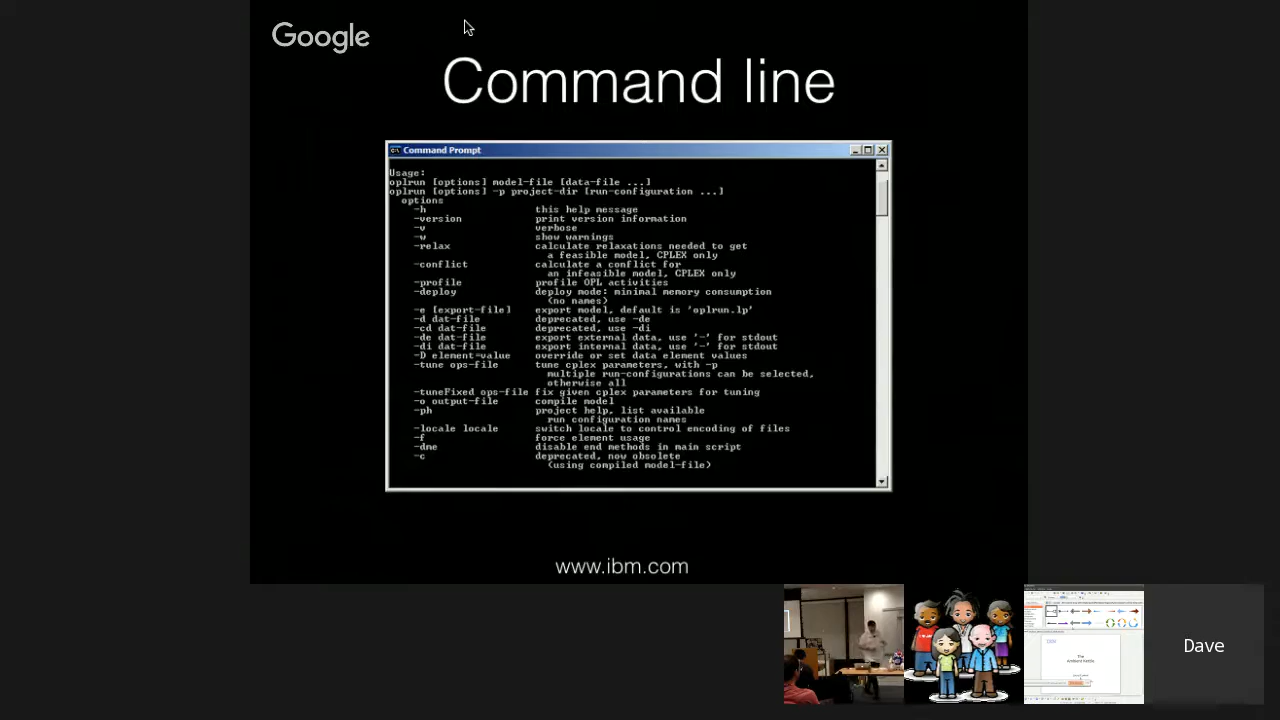 Google
Command line
Command Prompt
Usage:
oplrun [options] model-file [data-file ...]
oplrun [options] -p project-dir [run-configuration ...]
options
-h this help message
-version print version information
-v verbose
-w show warnings
-relax calculate relaxations needed to get
a feasible model, CPLEX only
-conflict calculate a conflict for
an infeasible model, CPLEX only
-profile profile OPL activities
-deploy deploy mode: minimal memory consumption
(no names)
-e [export-file] export model, default is 'oplrun.lp'
-d dat-file deprecated, use -de
-cd dat-file deprecated, use -di
-de dat-file export external data, use '-' for stdout
-di dat-file export internal data, use '-' for stdout
-D element=value override or set data element values
-tune ops-file tune cplex parameters, with -p
multiple run-configurations can be selected,
otherwise all
-tuneFixed ops-file fix given cplex parameters for tuning
-o output-file compile model
-ph project help, list available
run configuration names
-locale locale switch locale to control encoding of files
-f force element usage
-dme disable end methods in main script
-c deprecated, now obsolete
(using compiled model-file)
www.ibm.com
The
Dave